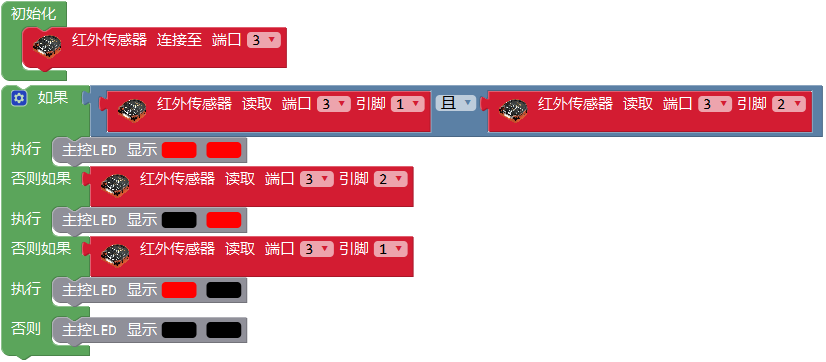 初始化
红外传感器 连接至 端口 3
如果 红外传感器 读取 端口 3 引脚 1 且 红外传感器 读取 端口 3 引脚 2
执行 主控LED 显示
否则如果 红外传感器 读取 端口 3 引脚 2
执行 主控LED 显示
否则如果 红外传感器 读取 端口 3 引脚 1
执行 主控LED 显示
否则 主控LED 显示